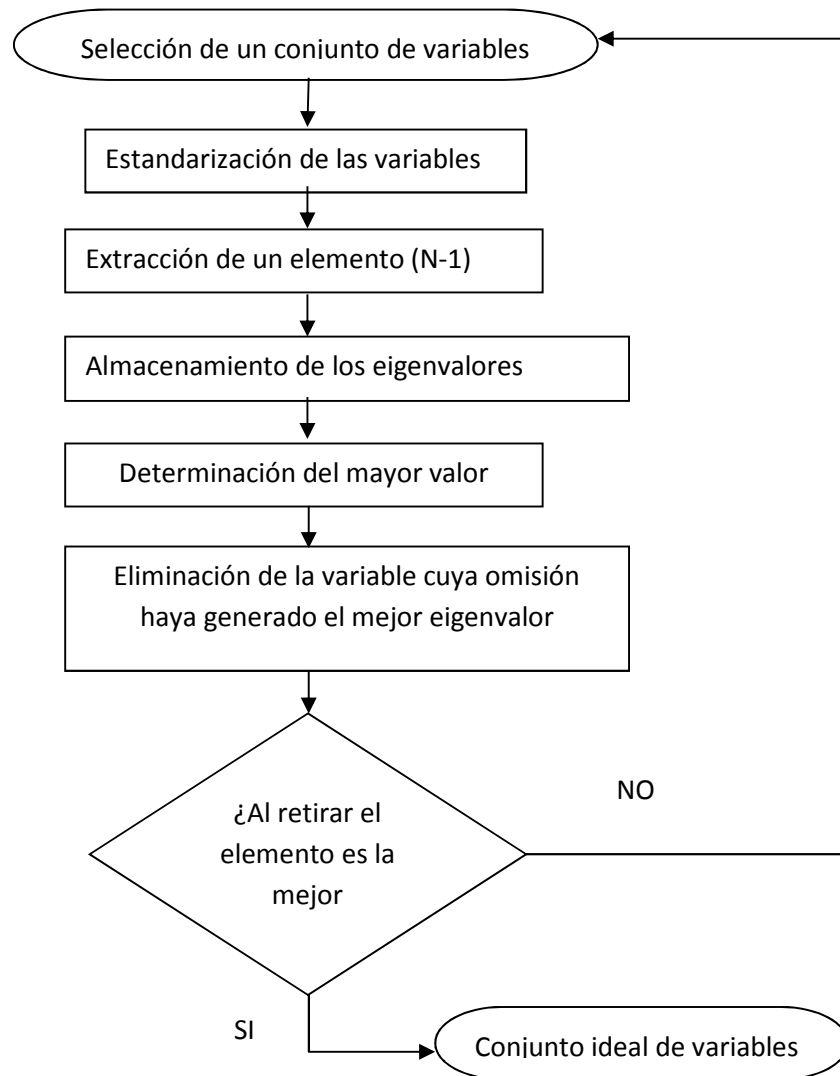 Selección de un conjunto de variables
Estandarización de las variables
Extracción de un elemento (N-1)
Almacenamiento de los eigenvalores
Determinación del mayor valor
Eliminación de la variable cuya omisión
haya generado el mejor eigenvalor
¿Al retirar el
elemento es la
mejor
NO
SI
Conjunto ideal de variables